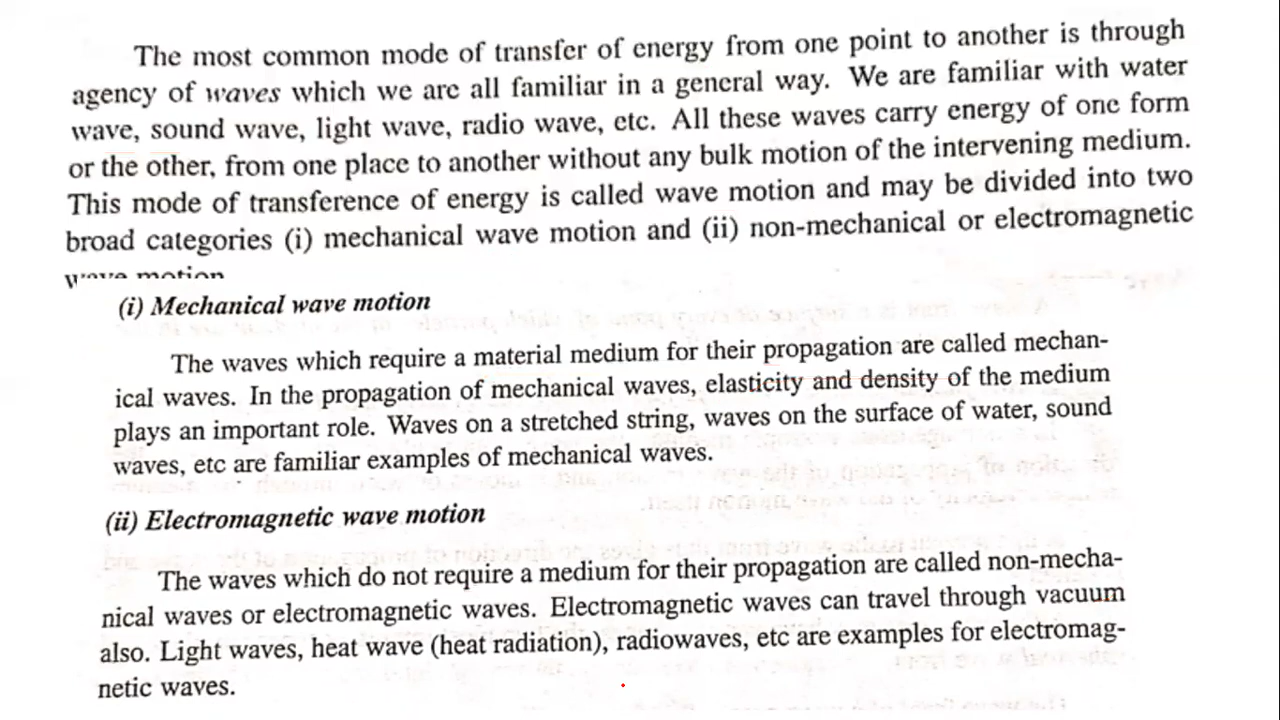 The most common mode of transfer of energy from one point to another is through
agency of waves which we are all familiar in a general way. We are familiar with water
wave, sound wave, light wave, radio wave, etc. All these waves carry energy of one form
or the other, from one place to another without any bulk motion of the intervening medium.
This mode of transference of energy is called wave motion and may be divided into two
broad categories (i) mechanical wave motion and (ii) non-mechanical or electromagnetic
wave motion
(i) Mechanical wave motion
The waves which require a material medium for their propagation are called mechan-
ical waves. In the propagation of mechanical waves, elasticity and density of the medium
plays an important role. Waves on a stretched string, waves on the surface of water, sound
waves, etc are familiar examples of mechanical waves.
(ii) Electromagnetic wave motion
The waves which do not require a medium for their propagation are called non-mecha-
nical waves or electromagnetic waves. Electromagnetic waves can travel through vacuum
also. Light waves, heat wave (heat radiation), radiowaves, etc are examples for electromag-
netic waves.